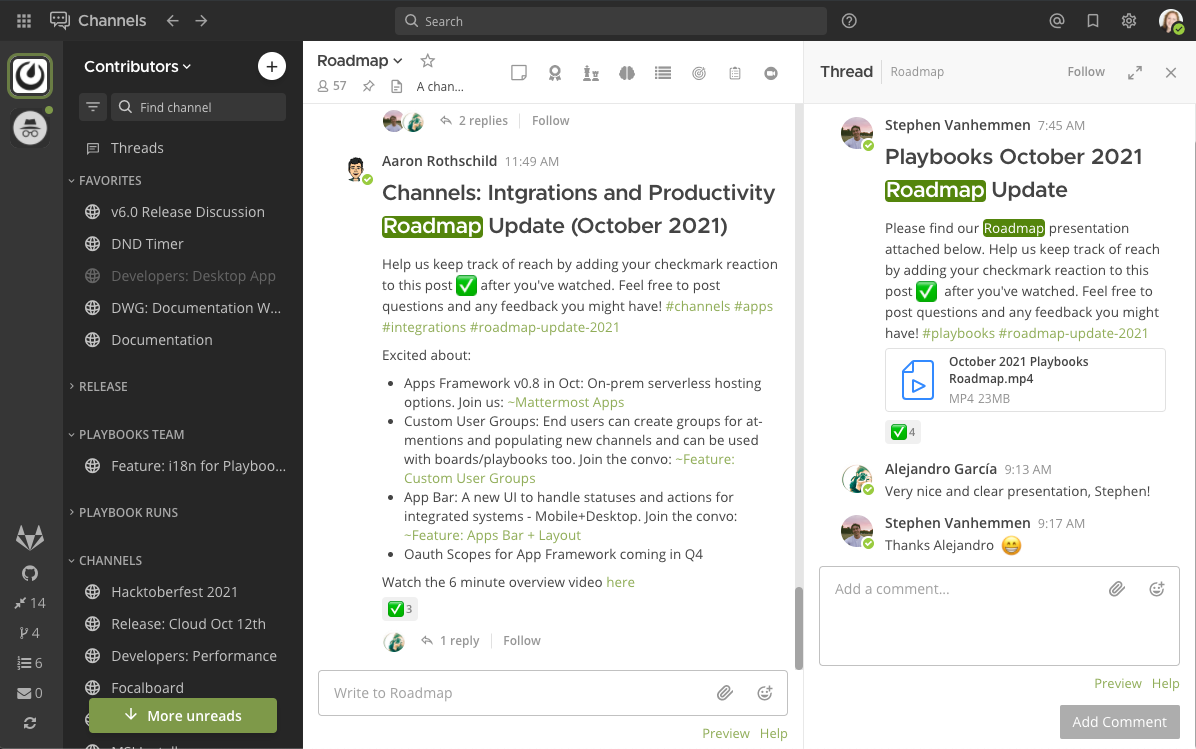 Channels
Search
Contributors
Find channel
Threads
FAVORITES
v6.0 Release Discussion
DND Timer
Developers: Desktop App
DWG: Documentation W...
Documentation
RELEASE
PLAYBOOKS TEAM
Feature: i18n for Playboo...
PLAYBOOK RUNS
CHANNELS
Hacktoberfest 2021
Release: Cloud Oct 12th
Developers: Performance
Focalboard
More unreads
14
4
6
0
Roadmap
57
A chan...
2 replies
Follow
Aaron Rothschild 11:49 AM
Channels: Intgrations and Productivity
Roadmap Update (October 2021)
Help us keep track of reach by adding your checkmark reaction
to this post ✅ after you've watched. Feel free to post
questions and any feedback you might have! #channels #apps
#integrations #roadmap-update-2021
Excited about:
• Apps Framework v0.8 in Oct: On-prem serverless hosting
options. Join us: ~Mattermost Apps
• Custom User Groups: End users can create groups for at-
mentions and populating new channels and can be used
with boards/playbooks too. Join the convo: ~Feature:
Custom User Groups
• App Bar: A new UI to handle statuses and actions for
integrated systems - Mobile+Desktop. Join the convo:
~Feature: Apps Bar + Layout
• Oauth Scopes for App Framework coming in Q4
Watch the 6 minute overview video here
✅ 3
1 reply
Follow
Write to Roadmap
Preview Help
Thread
Roadmap
Follow
Stephen Vanhemmen 7:45 AM
Playbooks October 2021
Roadmap Update
Please find our Roadmap presentation
attached below. Help us keep track of reach
by adding your checkmark reaction to this
post ✅ after you've watched. Feel free to
post questions and any feedback you might
have! #playbooks #roadmap-update-2021
October 2021 Playbooks
Roadmap.mp4
MP4 23MB
✅ 4
Alejandro García 9:13 AM
Very nice and clear presentation, Stephen!
Stephen Vanhemmen 9:17 AM
Thanks Alejandro 😁
Add a comment...
Preview Help
Add Comment